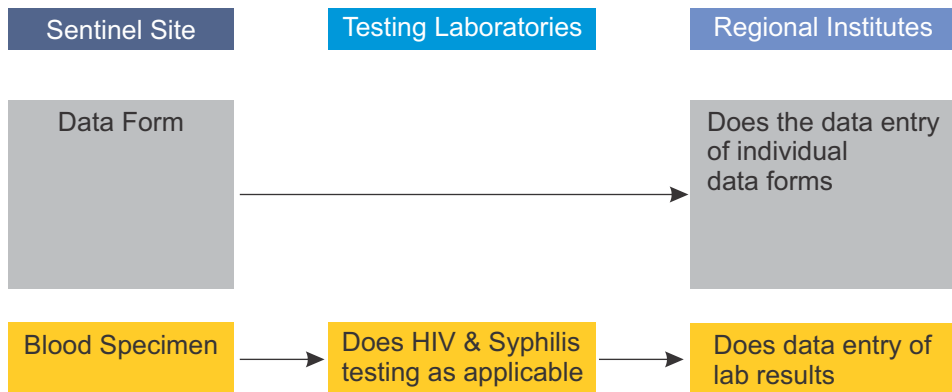 Sentinel Site
Testing Laboratories
Regional Institutes
Data Form
Does the data entry
of individual
data forms
Blood Specimen
Does HIV & Syphilis
testing as applicable
Does data entry of
lab results